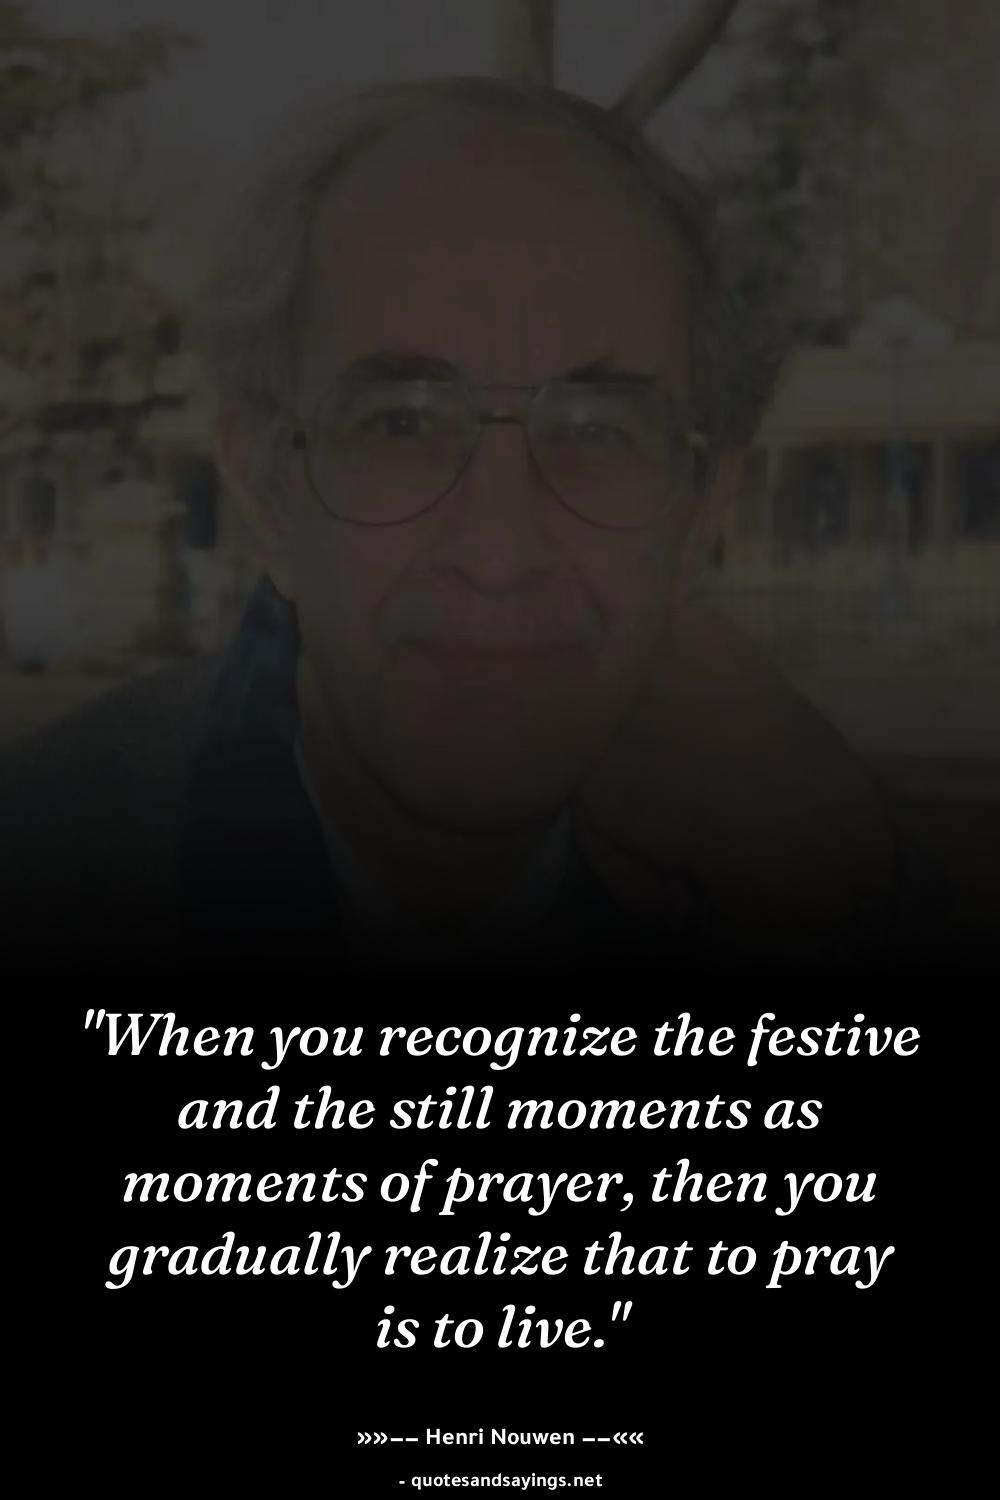 "When you recognize the festive
and the still moments as
moments of prayer, then you
gradually realize that to pray
is to live."
»»–– Henri Nouwen ––««
- quotesandsayings.net